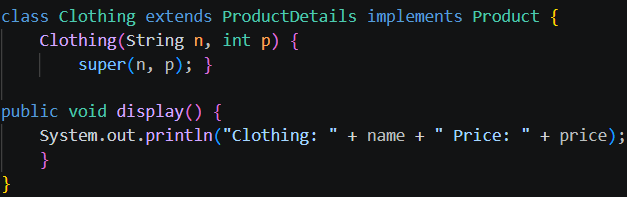 class Clothing extends ProductDetails implements Product {
    Clothing(String n, int p) {
        super(n, p); }

public void display() {
    System.out.println("Clothing: " + name + " Price: " + price);
    }
}